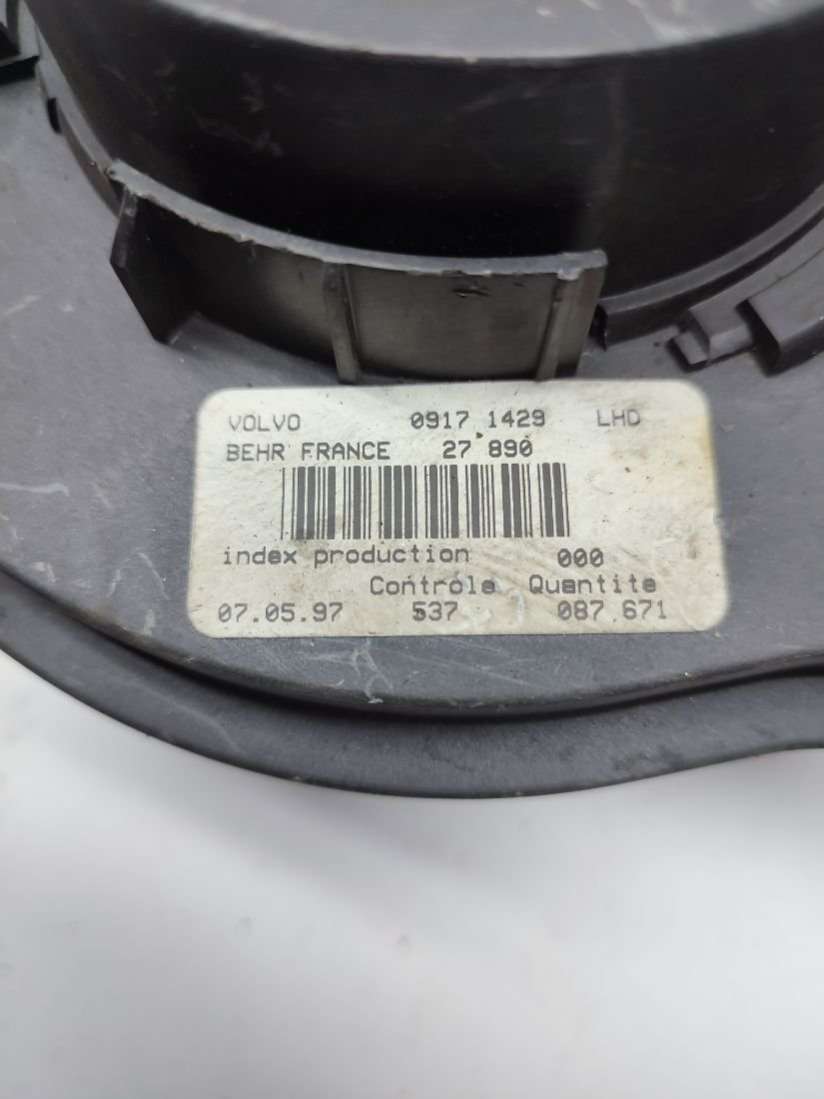 VOLVO 0917 1429 LHD
BEHR FRANCE 27 890
index production 000
Contrôle Quantite
07.05.97 537 087.671